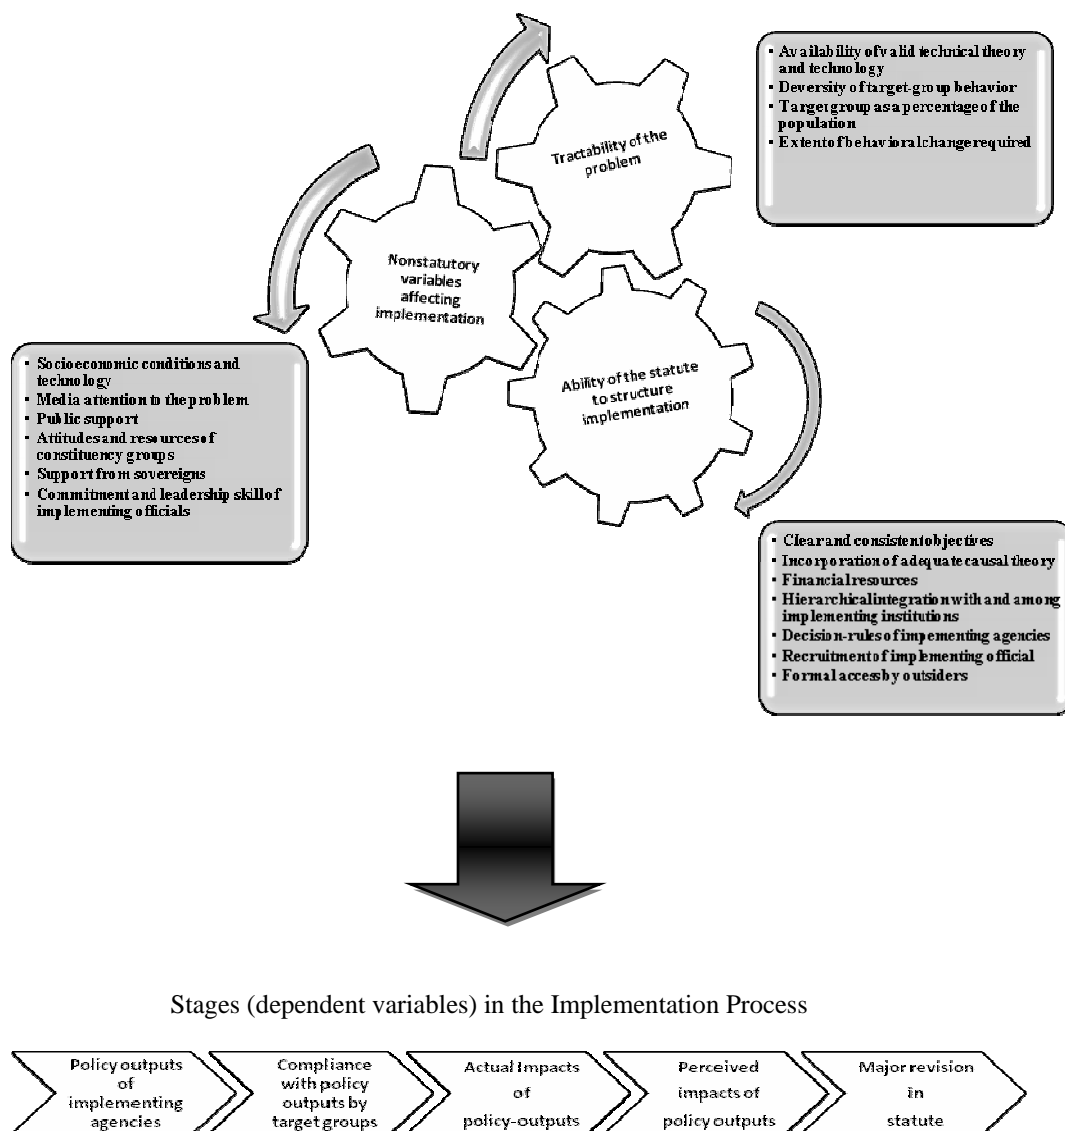 • Availability of valid technical theory
and technology
• Deversity of target-group behavior
• Target group as a percentage of the
population
• Extent of behavioral change required
Tractability of the
problem
Nonstatutory
variables
affecting
implementation
Ability of the statute
to structure
implementation
• Socioeconomic conditions and
technology
• Media attention to the problem
• Public support
• Attitudes and resources of
constituency groups
• Support from sovereigns
• Commitment and leadership skill of
implementing officials
• Clear and consistent objectives
• Incorporation of adequate causal theory
• Financial resources
• Hierarchical integration with and among
implementing institutions
• Decision-rules of impementing agencies
• Recruitment of implementing official
• Formal access by outsiders
Stages (dependent variables) in the Implementation Process
Policy outputs
of
implementing
agencies
Compliance
with policy
outputs by
target groups
Actual Impacts
of
policy-outputs
Perceived
impacts of
policy outputs
Major revision
in
statute